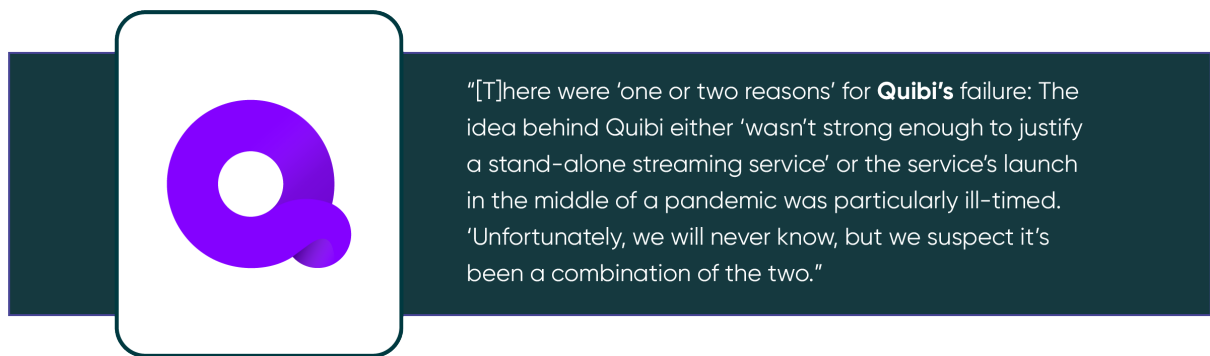 “[T]here were ‘one or two reasons’ for Quibi’s failure: The
idea behind Quibi either ‘wasn’t strong enough to justify
a stand-alone streaming service’ or the service’s launch
in the middle of a pandemic was particularly ill-timed.
‘Unfortunately, we will never know, but we suspect it’s
been a combination of the two.”